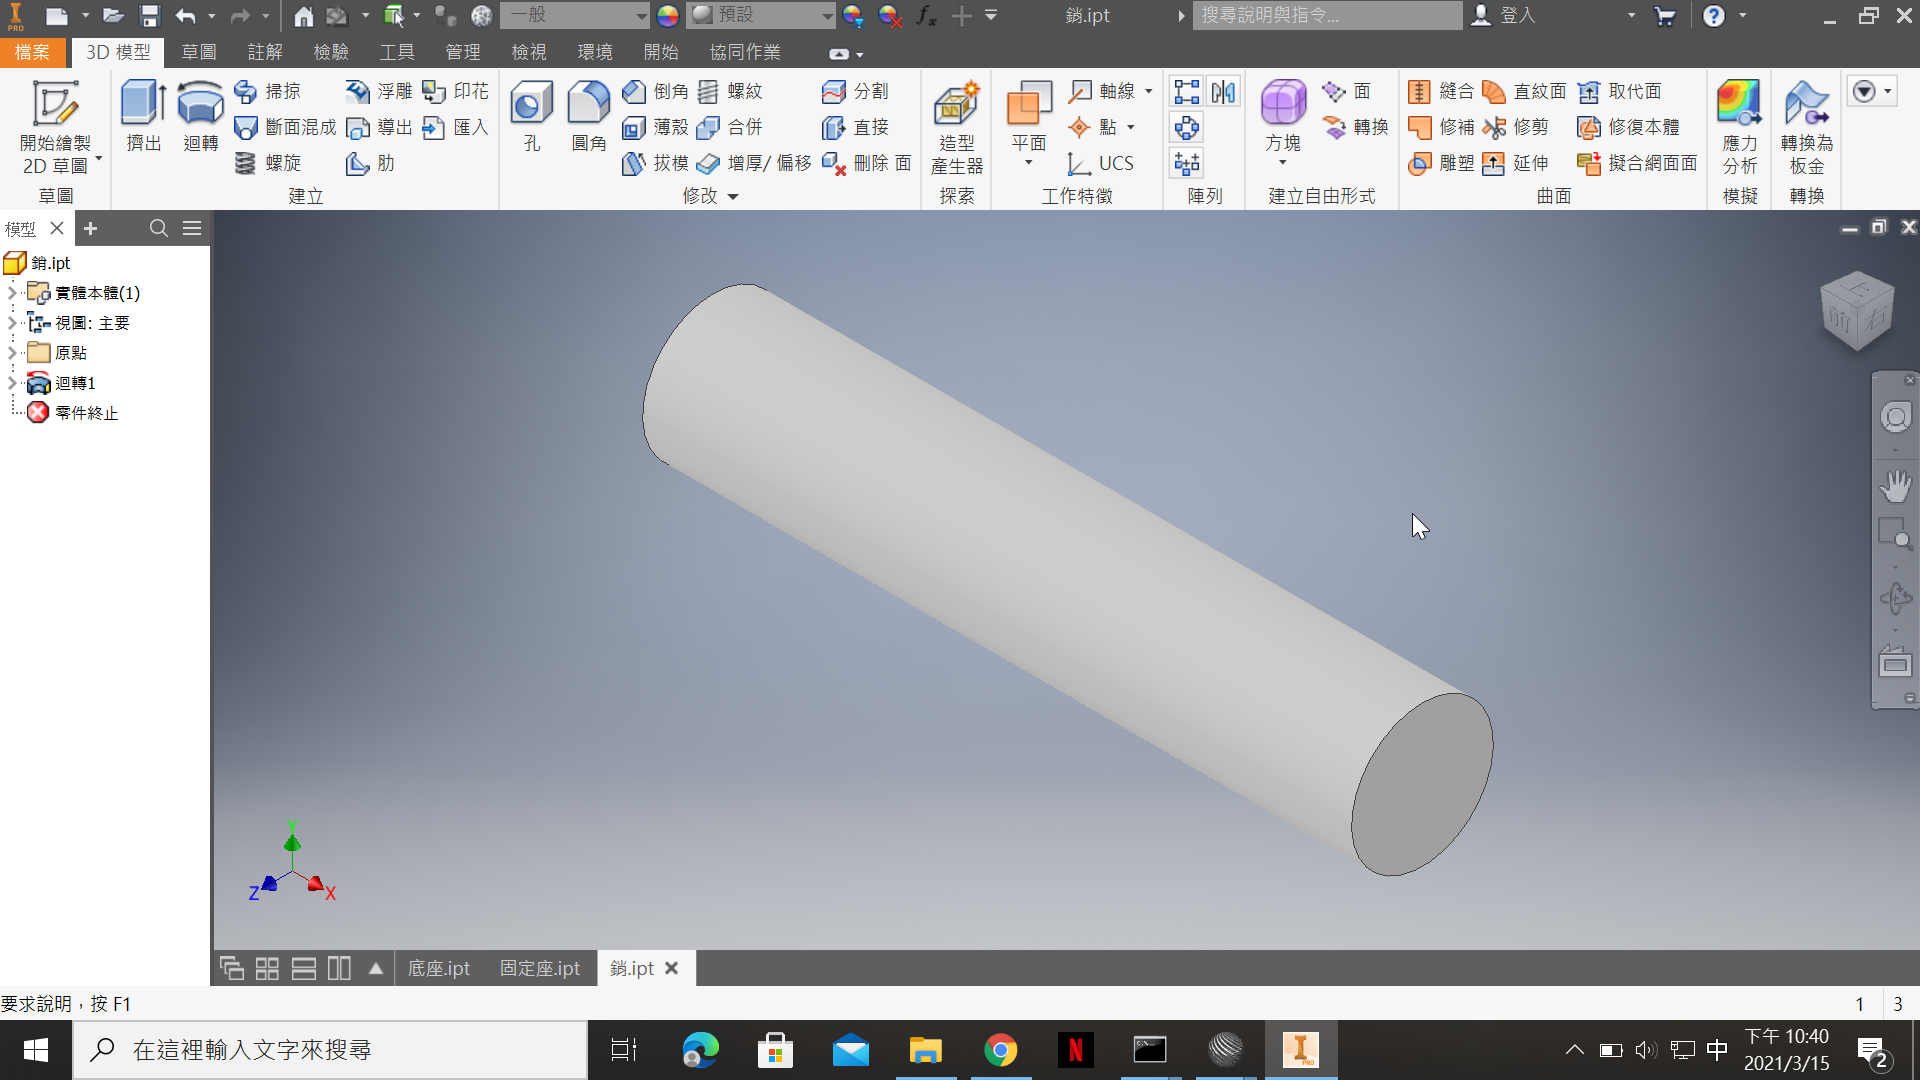 PRO
一般
預設
銷.ipt
搜尋說明與指令...
登入
檔案
3D 模型
草圖
註解
檢驗
工具
管理
檢視
環境
開始
協同作業
開始繪製
2D 草圖
草圖
擠出
迴轉
掃掠
斷面混成
螺旋
浮雕
導出
肋
印花
匯入
建立
孔
圓角
倒角
薄殼
拔模
螺紋
合併
增厚/ 偏移
分割
直接
刪除 面
修改
造型
產生器
探索
平面
軸線
點
UCS
工作特徵
陣列
方塊
面
轉換
建立自由形式
縫合
修補
雕塑
直紋面
修剪
延伸
取代面
修復本體
擬合網面面
曲面
應力
分析
模擬
轉換為
板金
轉換
模型
銷.ipt
實體本體(1)
視圖: 主要
原點
迴轉1
零件終止
上
前
右
Y
Z
X
底座.ipt
固定座.ipt
銷.ipt
要求說明，按 F1
1
3
在這裡輸入文字來搜尋
N
I
PRO
中
下午 10:40
2021/3/15
2